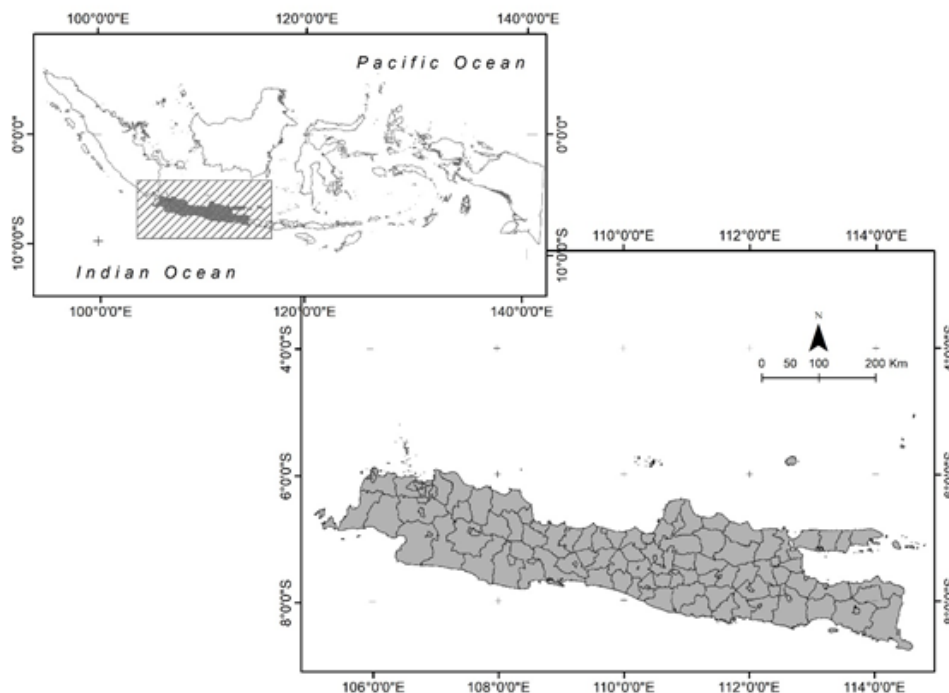 100°0'0"E 120°0'0"E 140°0'0"E
Pacific Ocean
0°0'0" 0°0'0"
10°0'0"S 10°0'0"S
Indian Ocean
100°0'0"E 120°0'0"E 140°0'0"E
110°0'0"E 112°0'0"E 114°0'0"E
N
0 50 100 200 Km
4°0'0"S 4°0'0"S
6°0'0"S 6°0'0"S
8°0'0"S 8°0'0"S
106°0'0"E 108°0'0"E 110°0'0"E 112°0'0"E 114°0'0"E